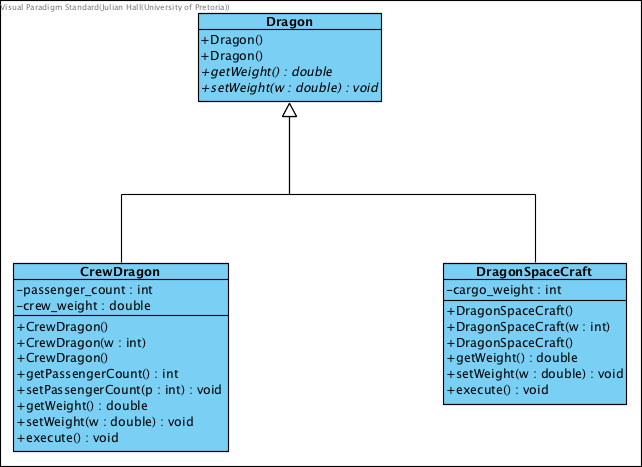 Visual Paradigm Standard(Julian Hall(University of Pretoria))
Dragon
+Dragon()
+Dragon()
+getWeight() : double
+setWeight(w : double) : void
CrewDragon
-passenger_count : int
-crew_weight : double
+CrewDragon()
+CrewDragon(w : int)
+CrewDragon()
+getPassengerCount() : int
+setPassengerCount(p : int) : void
+getWeight() : double
+setWeight(w : double) : void
+execute() : void
DragonSpaceCraft
-cargo_weight : int
+DragonSpaceCraft()
+DragonSpaceCraft(w : int)
+DragonSpaceCraft()
+getWeight() : double
+setWeight(w : double) : void
+execute() : void